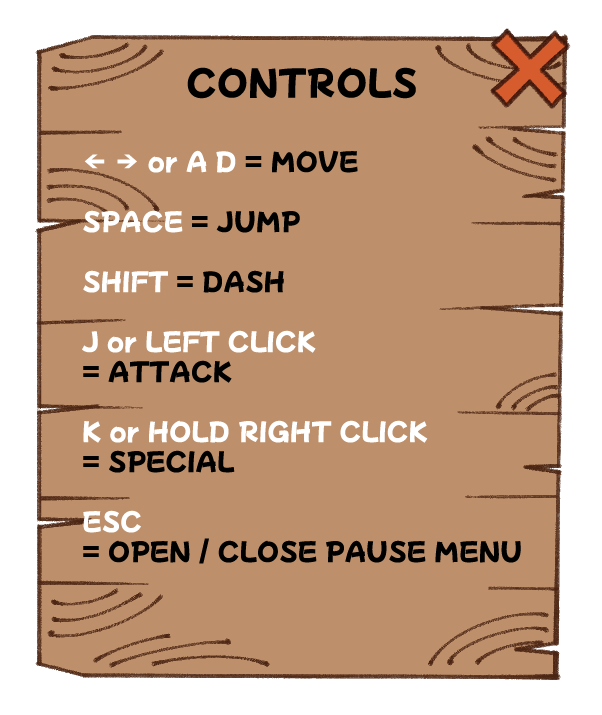 CONTROLS
← → or A D = MOVE
SPACE = JUMP
SHIFT = DASH
J or LEFT CLICK
= ATTACK
K or HOLD RIGHT CLICK
= SPECIAL
ESC
= OPEN / CLOSE PAUSE MENU